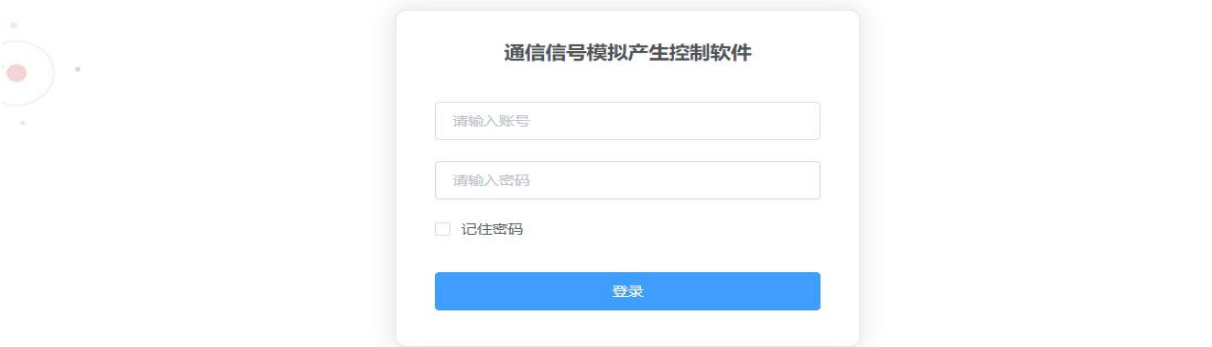 通信信号模拟产生控制软件
请输入账号
请输入密码
记住密码
登录